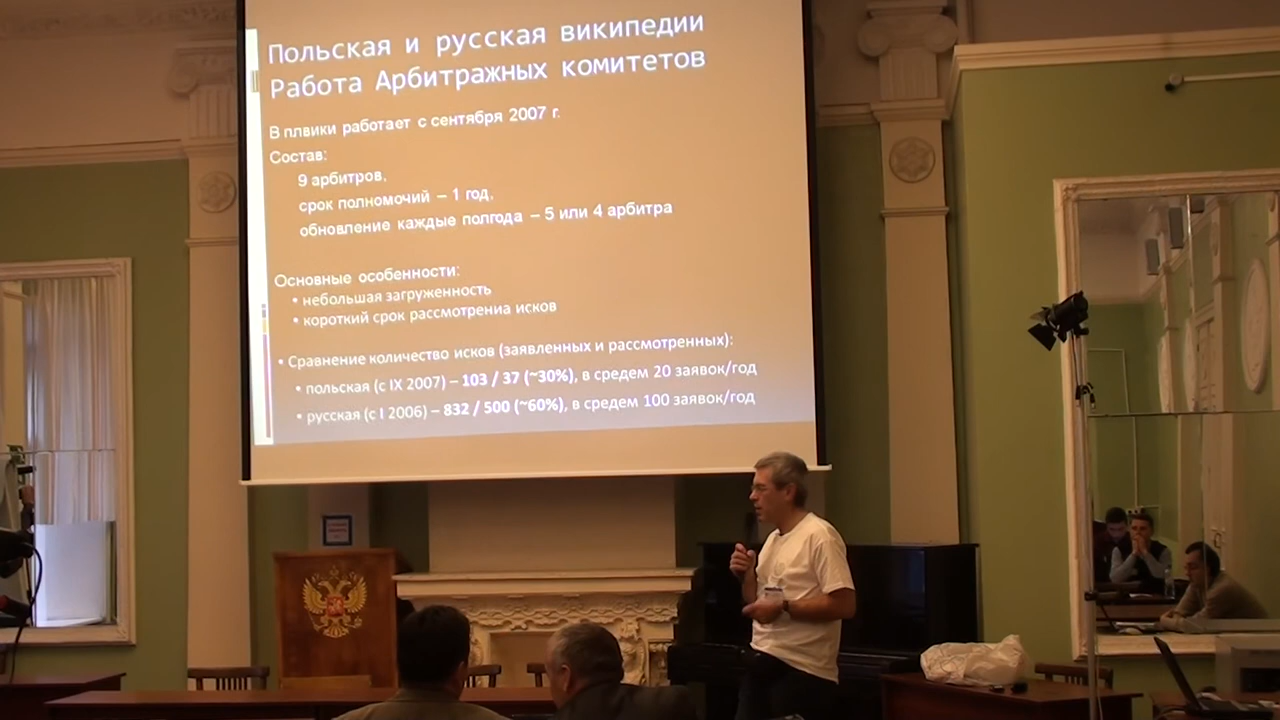 Польская и русская википедии
Работа Арбитражных комитетов
В плвики работает с сентября 2007 г.
Состав:
9 арбитров,
срок полномочий – 1 год,
обновление каждые полгода – 5 или 4 арбитра
Основные особенности:
• небольшая загруженность
• короткий срок рассмотрениа исков
• Сравнение количество исков (заявленных и рассмотренных):
• польская (с IX 2007) – 103 / 37 (~30%), в средем 20 заявок/год
• русская (с I 2006) – 832 / 500 (~60%), в средем 100 заявок/год